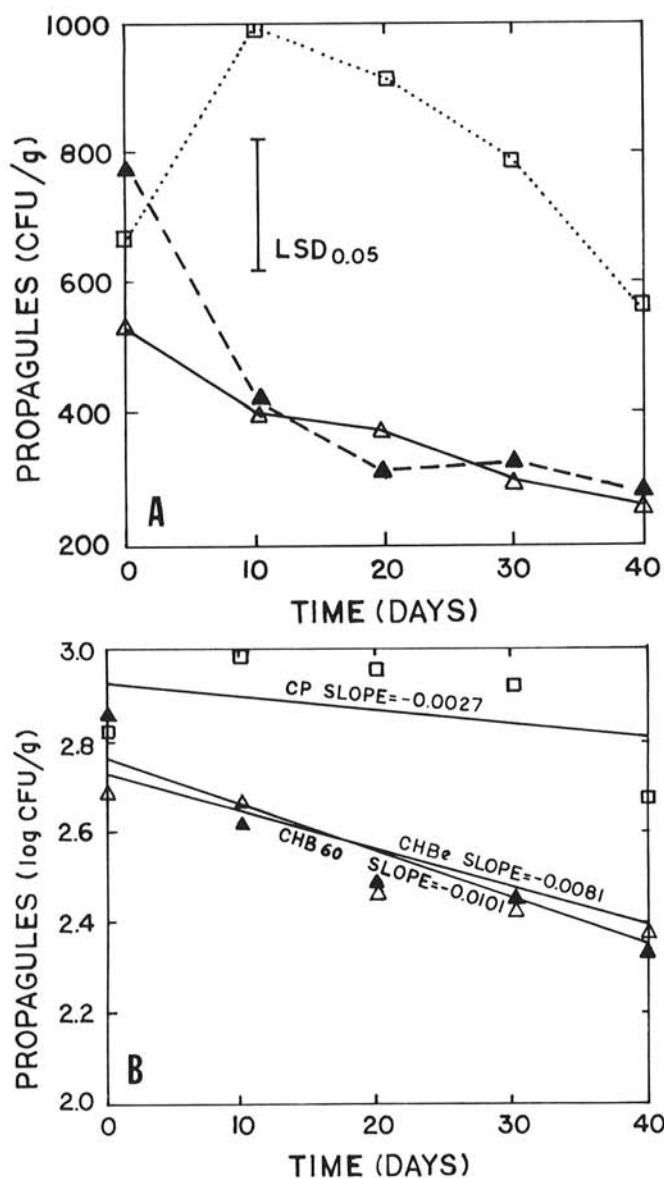 1000
800
600
400
200
PROPAGULES (CFU/g)
LSD0.05
A
0 10 20 30 40
TIME (DAYS)
3.0
2.8
2.6
2.4
2.2
2.0
PROPAGULES (log CFU/g)
CP SLOPE=-0.0027
CHBe SLOPE=-0.0081
CHB60
SLOPE=-0.0101
B
0 10 20 30 40
TIME (DAYS)